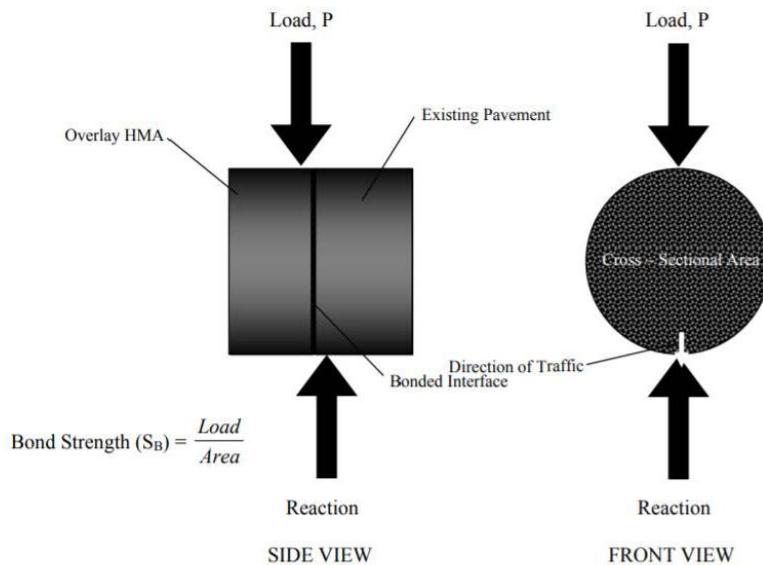 Load, P
Load, P
Overlay HMA
Existing Pavement
Cross – Sectional Area
Direction of Traffic
Bonded Interface
Bond Strength (S_B) = Load / Area
Reaction
Reaction
SIDE VIEW
FRONT VIEW